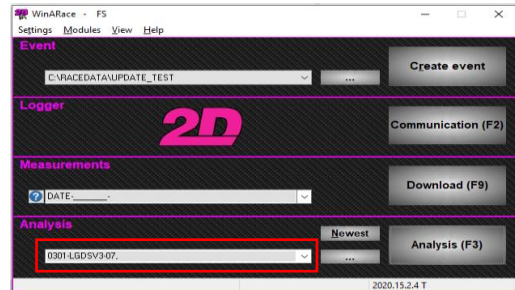 WinARace - FS
Settings Modules View Help
Event
Create event
C:\RACEDATA\UPDATE_TEST
...
Logger
2D
Communication (F2)
Measurements
Download (F9)
DATE-______-
Analysis
Newest
Analysis (F3)
0301-LGDSV3-07,
...
2020.15.2.4 T